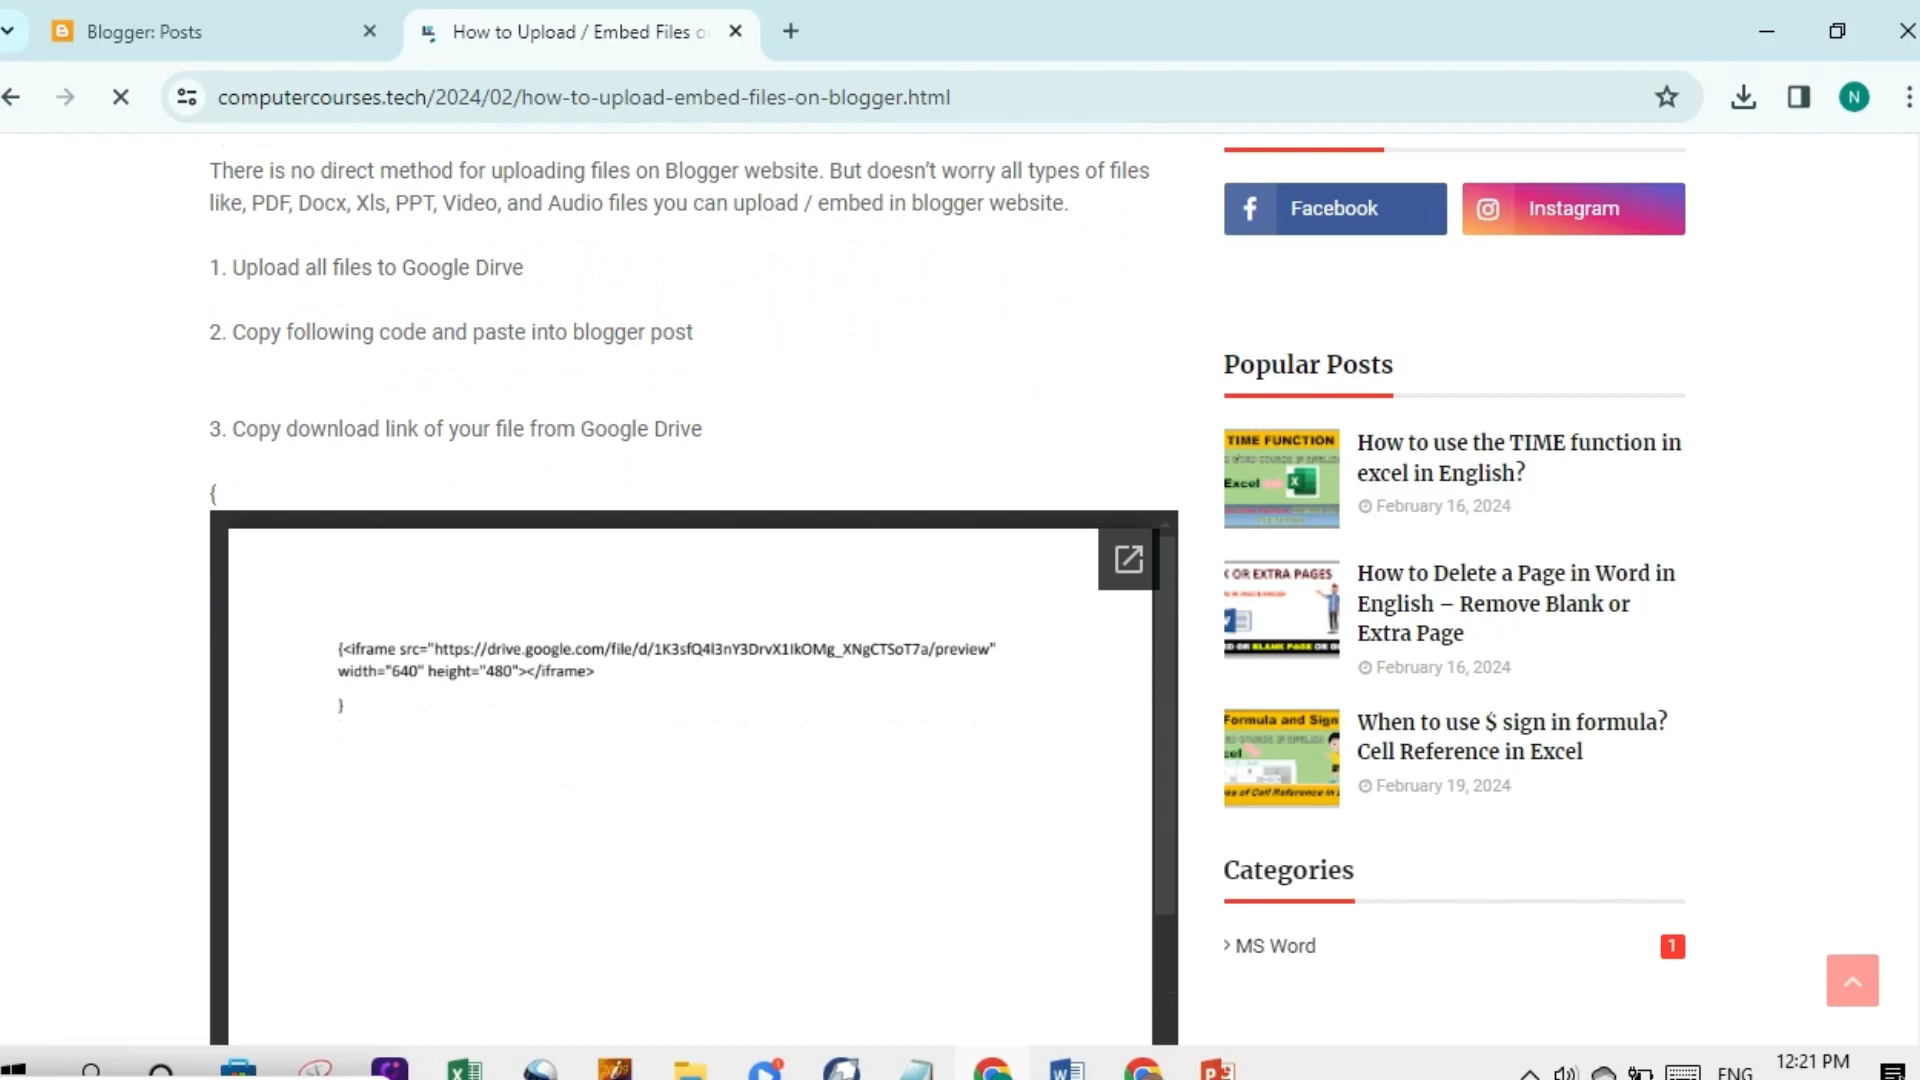 Blogger: Posts
How to Upload / Embed Files o
computercourses.tech/2024/02/how-to-upload-embed-files-on-blogger.html
N
There is no direct method for uploading files on Blogger website. But doesn’t worry all types of files
like, PDF, Docx, Xls, PPT, Video, and Audio files you can upload / embed in blogger website.
1. Upload all files to Google Dirve
2. Copy following code and paste into blogger post
3. Copy download link of your file from Google Drive
{
{<iframe src="https://drive.google.com/file/d/1K3sfQ4l3nY3DrvX1IkOMg_XNgCTSoT7a/preview"
width="640" height="480"></iframe>
}
Facebook
Instagram
Popular Posts
TIME FUNCTION
Excel
How to use the TIME function in
excel in English?
February 16, 2024
K OR EXTRA PAGES
How to Delete a Page in Word in
English – Remove Blank or
Extra Page
February 16, 2024
Formula and Sign
When to use $ sign in formula?
Cell Reference in Excel
February 19, 2024
Categories
MS Word
1
ENG
12:21 PM